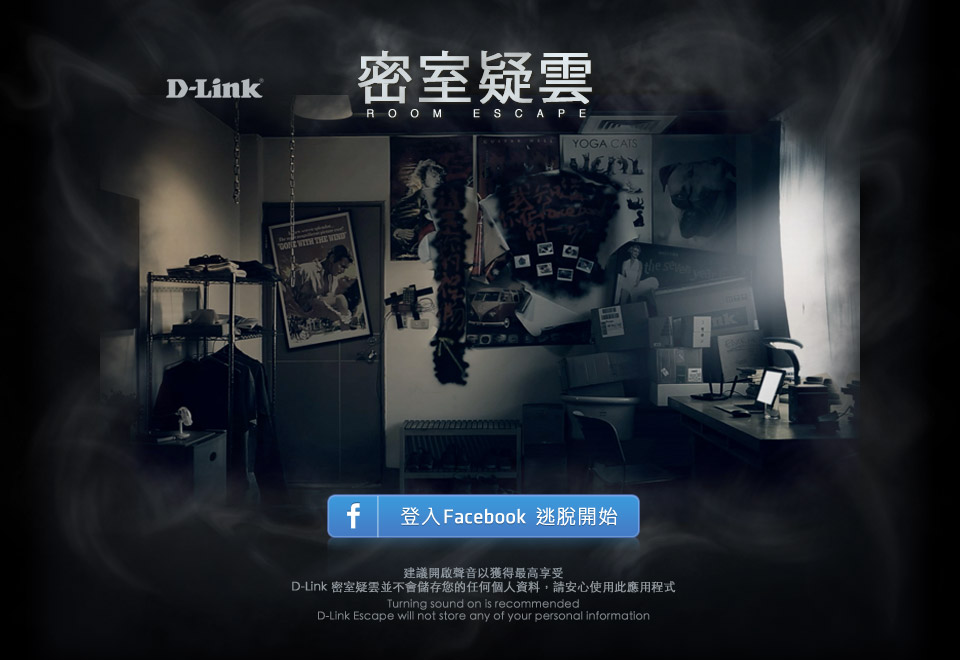 D-Link
密室疑雲
ROOM ESCAPE
YOGA CATS
"GONE WITH THE WIND"
the seven
登入Facebook 逃脫開始
建議開啟聲音以獲得最高享受
D-Link 密室疑雲並不會儲存您的任何個人資料，請安心使用此應用程式
Turning sound on is recommended
D-Link Escape will not store any of your personal information